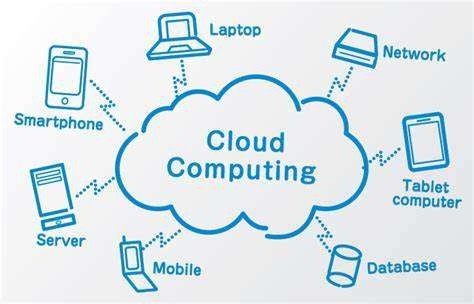 Laptop
Network
Smartphone
Cloud
Computing
Tablet
computer
Server
Mobile
Database